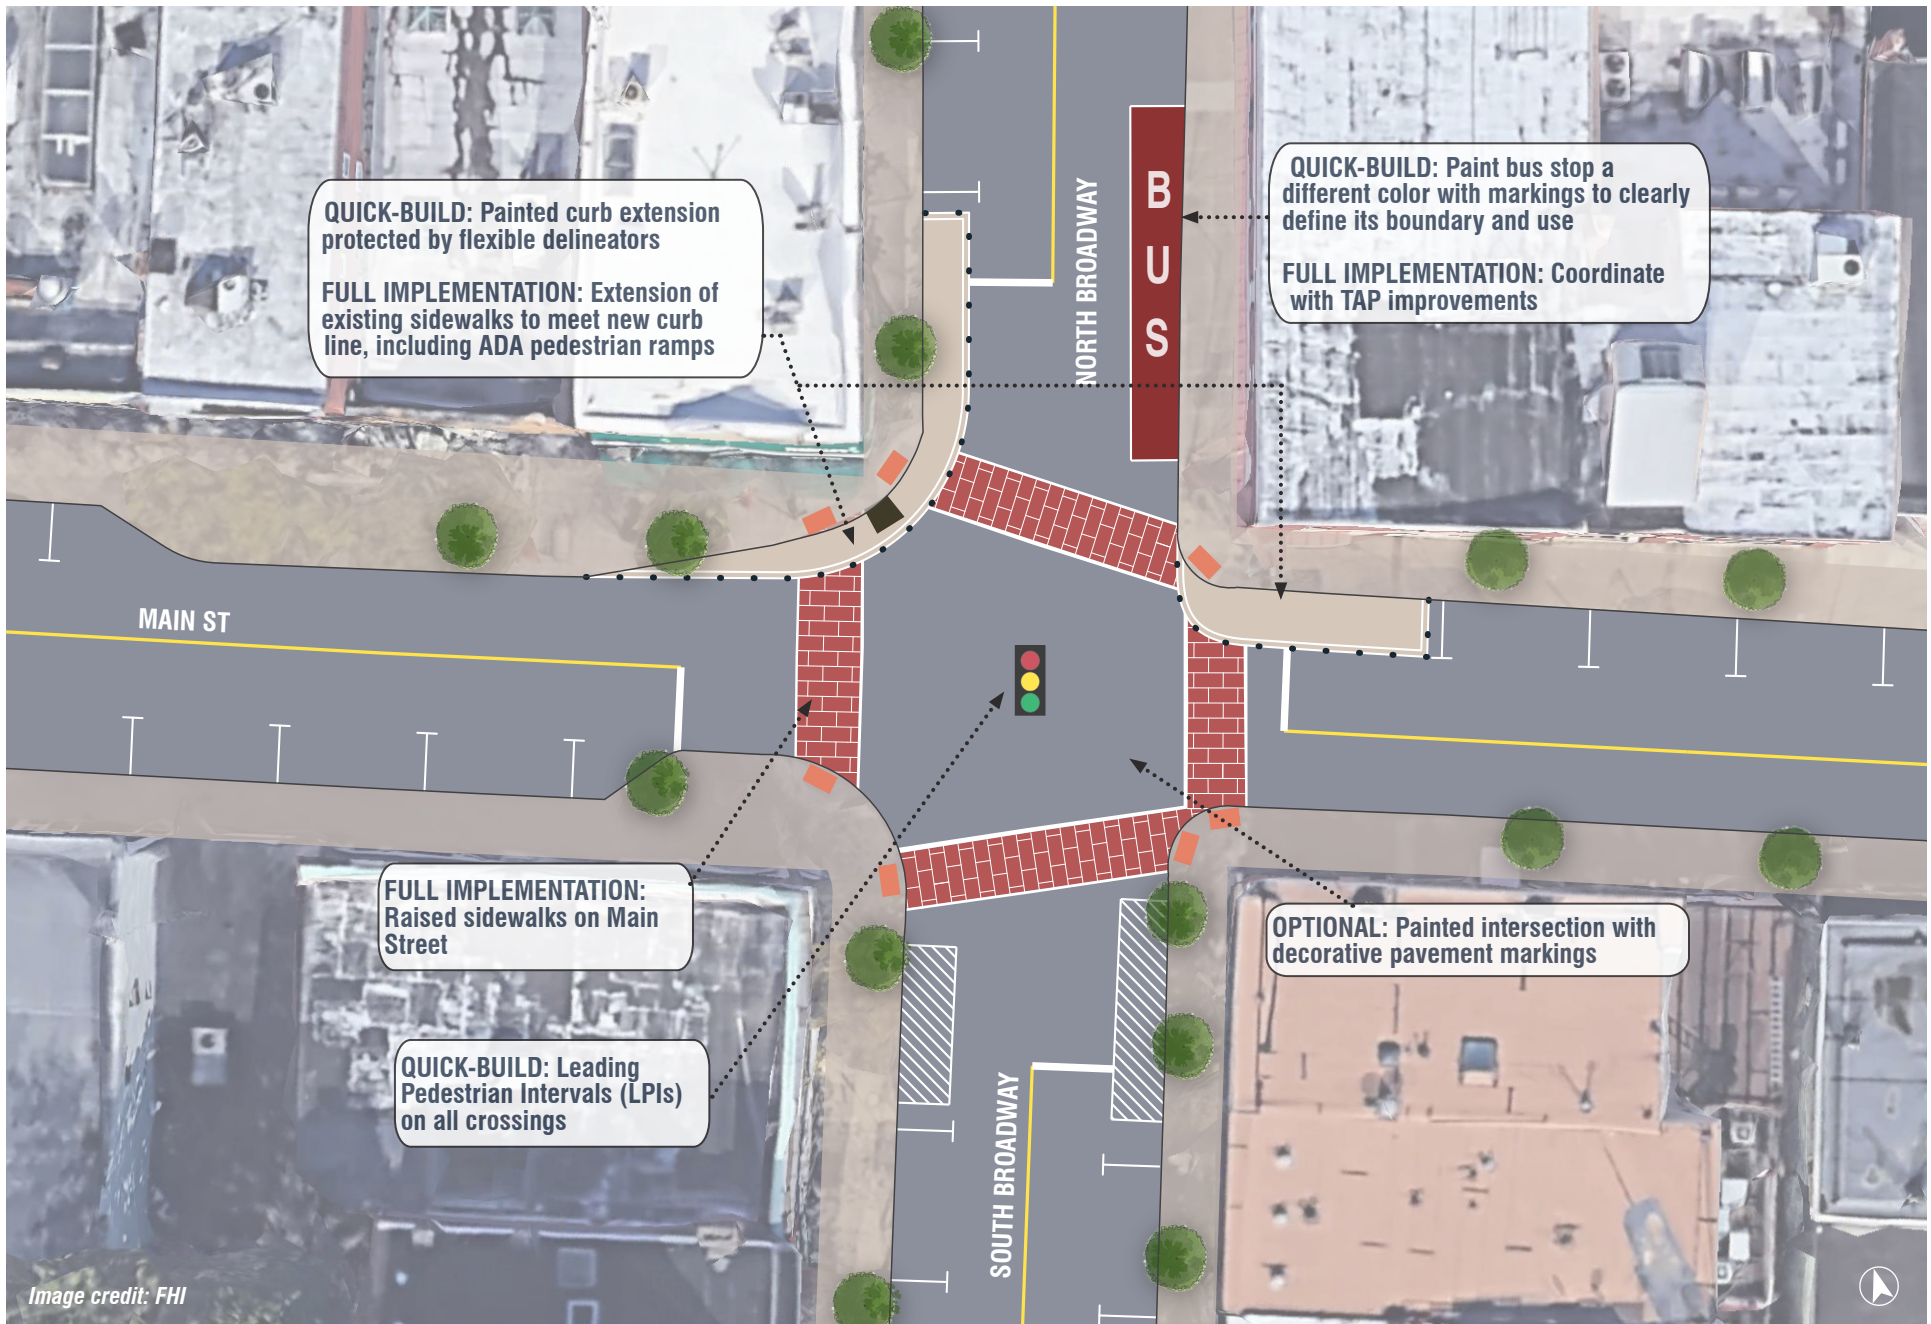 QUICK-BUILD: Painted curb extension
protected by flexible delineators
FULL IMPLEMENTATION: Extension of
existing sidewalks to meet new curb
line, including ADA pedestrian ramps
NORTH BROADWAY
BUS
QUICK-BUILD: Paint bus stop a
different color with markings to clearly
define its boundary and use
FULL IMPLEMENTATION: Coordinate
with TAP improvements
MAIN ST
FULL IMPLEMENTATION:
Raised sidewalks on Main
Street
OPTIONAL: Painted intersection with
decorative pavement markings
QUICK-BUILD: Leading
Pedestrian Intervals (LPIs)
on all crossings
SOUTH BROADWAY
Image credit: FHI